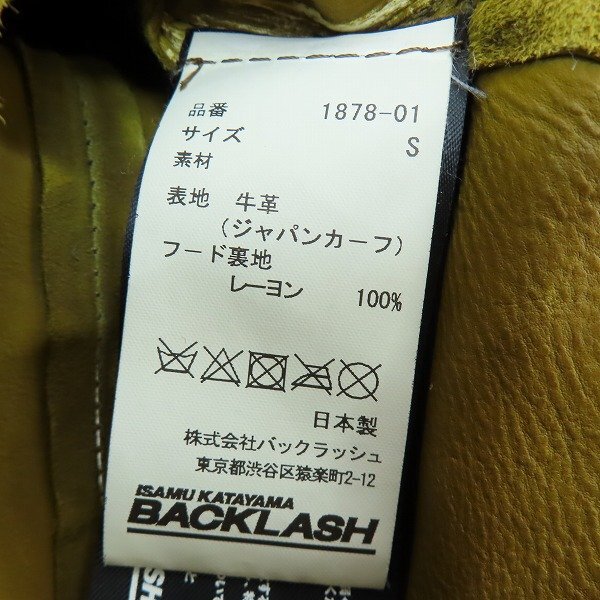 品番 1878-01
サイズ S
素材
表地 牛革
(ジャパンカーフ)
フード裏地
レーヨン 100%
日本製
株式会社バックラッシュ
東京都渋谷区猿楽町2-12
ISAMU KATAYAMA
BACKLASH